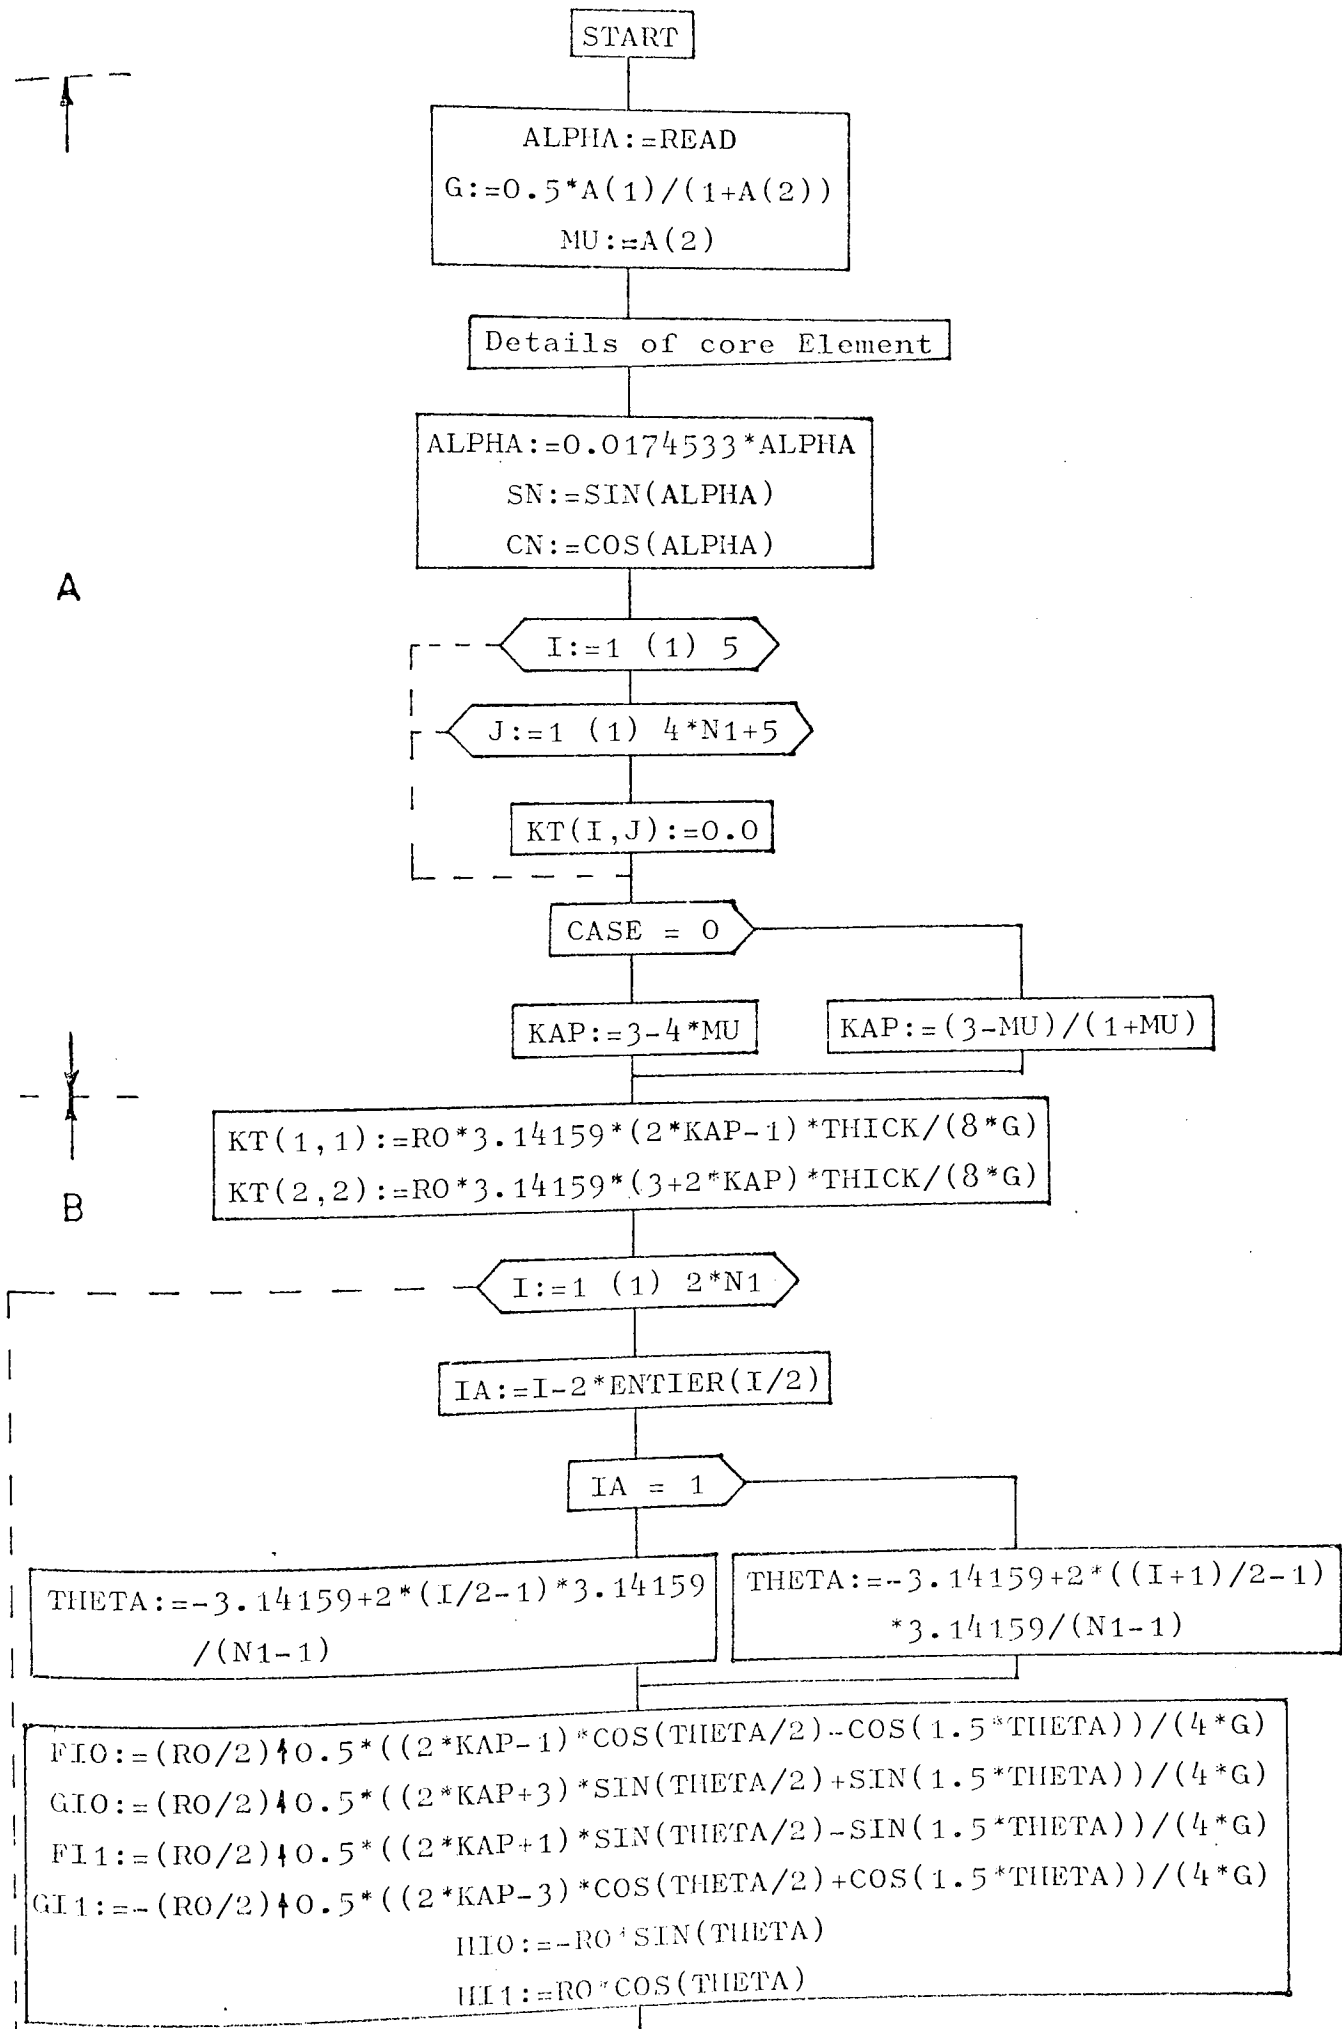 START
ALPHA:=READ
G:=0.5*A(1)/(1+A(2))
MU:=A(2)
Details of core Element
ALPHA:=0.0174533*ALPHA
SN:=SIN(ALPHA)
CN:=COS(ALPHA)
A
I:=1 (1) 5
J:=1 (1) 4*N1+5
KT(I,J):=0.0
CASE = 0
KAP:=3-4*MU
KAP:=(3-MU)/(1+MU)
KT(1,1):=RO*3.14159*(2*KAP-1)*THICK/(8*G)
KT(2,2):=RO*3.14159*(3+2*KAP)*THICK/(8*G)
B
I:=1 (1) 2*N1
IA:=I-2*ENTIER(I/2)
IA = 1
THETA:=-3.14159+2*(I/2-1)*3.14159
/(N1-1)
THETA:=-3.14159+2*((I+1)/2-1)
*3.14159/(N1-1)
FIO:=(RO/2)↑0.5*((2*KAP-1)*COS(THETA/2)-COS(1.5*THETA))/(4*G)
GIO:=(RO/2)↑0.5*((2*KAP+3)*SIN(THETA/2)+SIN(1.5*THETA))/(4*G)
FI1:=(RO/2)↑0.5*((2*KAP+1)*SIN(THETA/2)-SIN(1.5*THETA))/(4*G)
GI1:=-(RO/2)↑0.5*((2*KAP-3)*COS(THETA/2)+COS(1.5*THETA))/(4*G)
HIO:=-RO*SIN(THETA)
HI1:=RO*COS(THETA)